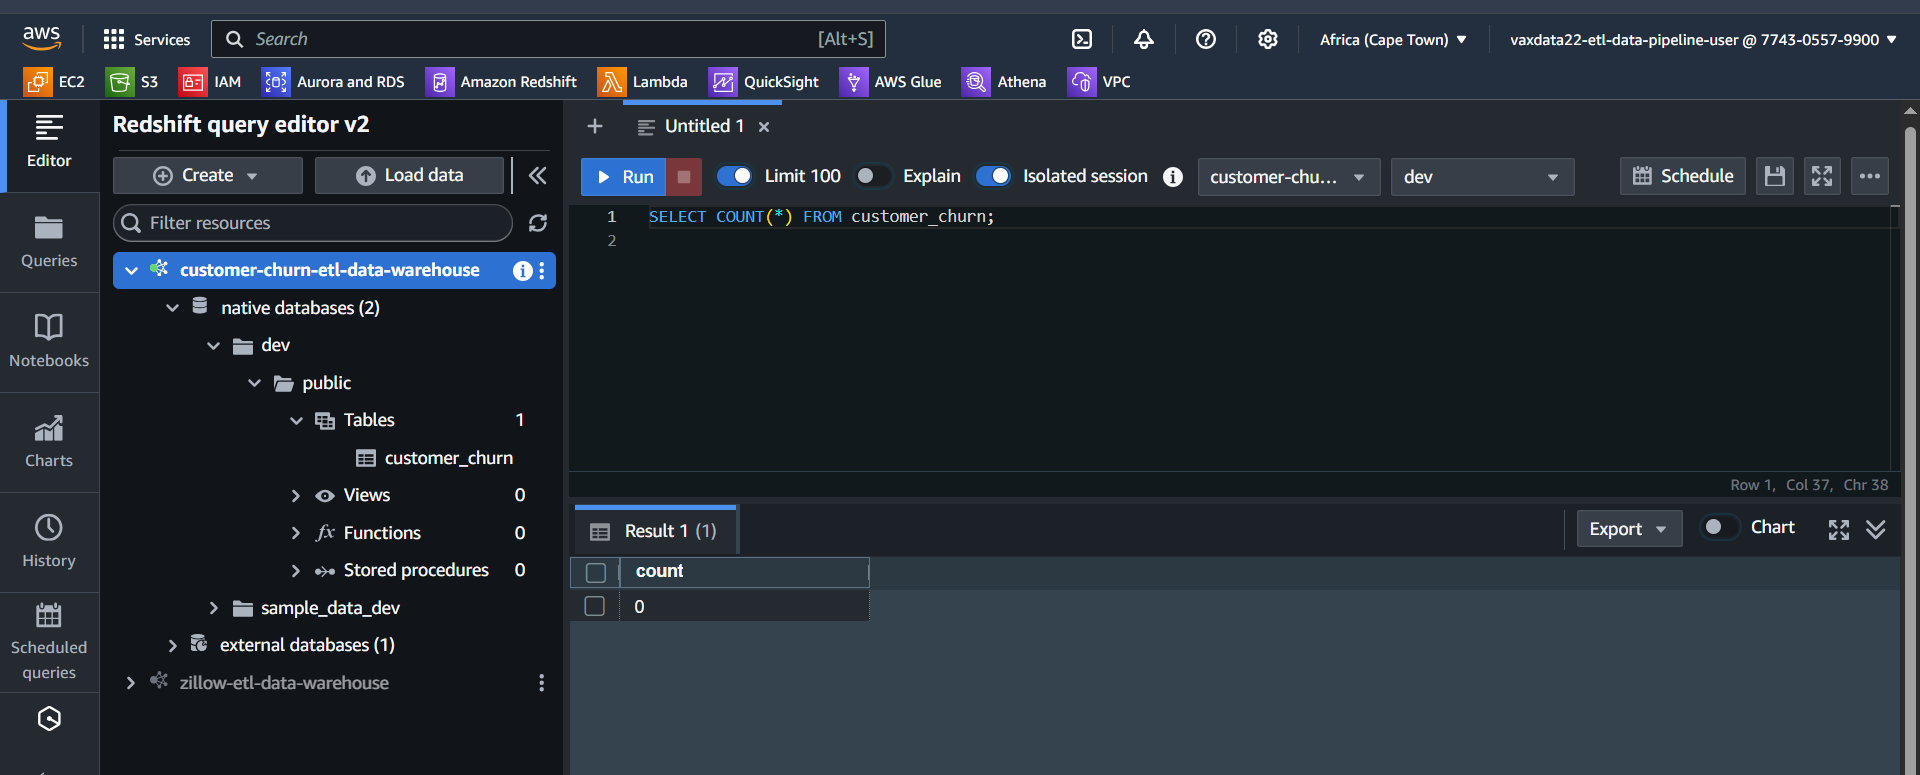 aws
Services
Search
[Alt+S]
Africa (Cape Town)
vaxdata22-etl-data-pipeline-user @ 7743-0557-9900
EC2
S3
IAM
Aurora and RDS
Amazon Redshift
Lambda
QuickSight
AWS Glue
Athena
VPC
Editor
Queries
Notebooks
Charts
History
Scheduled
queries
Redshift query editor v2
Create
Load data
Filter resources
customer-churn-etl-data-warehouse
native databases (2)
dev
public
Tables 1
customer_churn
Views 0
fx Functions 0
Stored procedures 0
sample_data_dev
external databases (1)
zillow-etl-data-warehouse
Untitled 1
Run
Limit 100
Explain
Isolated session
customer-chu...
dev
Schedule
1 SELECT COUNT(*) FROM customer_churn;
2
Row 1, Col 37, Chr 38
Result 1 (1)
Export
Chart
count
0